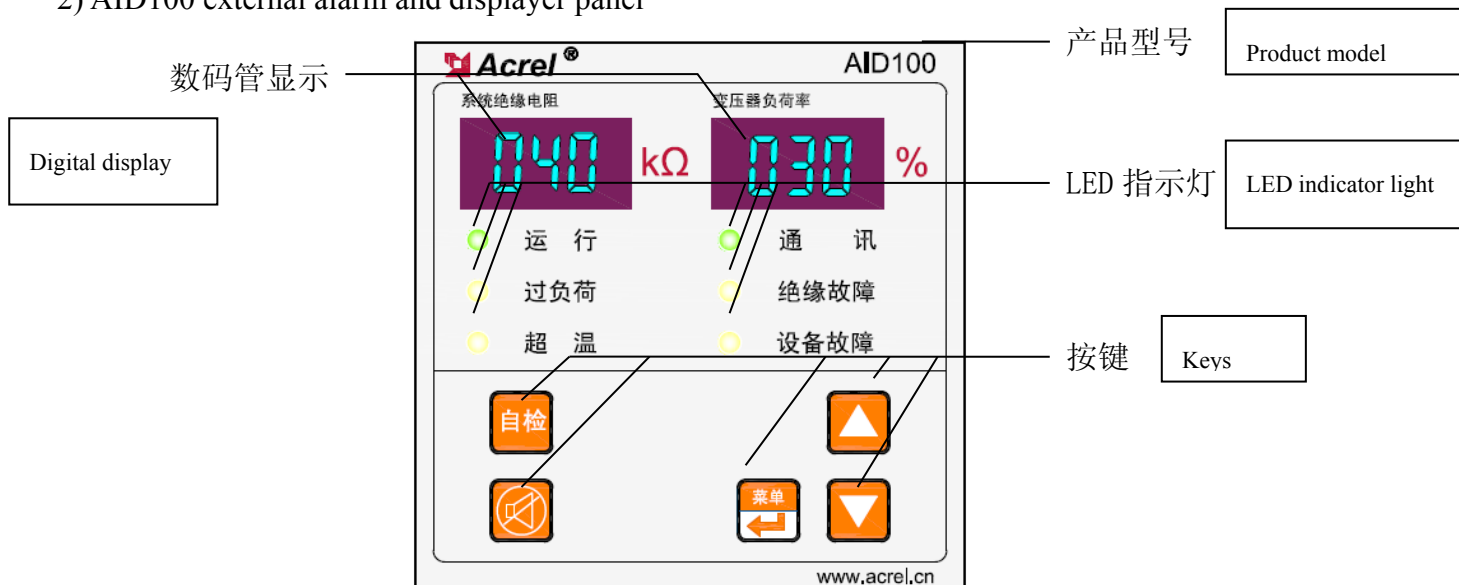 2) AID100 external alarm and displayer panel
产品型号
Product model
Acrel®
AID100
数码管显示
Digital display
系统绝缘电阻
变压器负荷率
040
kΩ
030
%
LED 指示灯
LED indicator light
运 行
通 讯
过负荷
绝缘故障
超 温
设备故障
按键
Keys
自检
菜单
www.acrel.cn